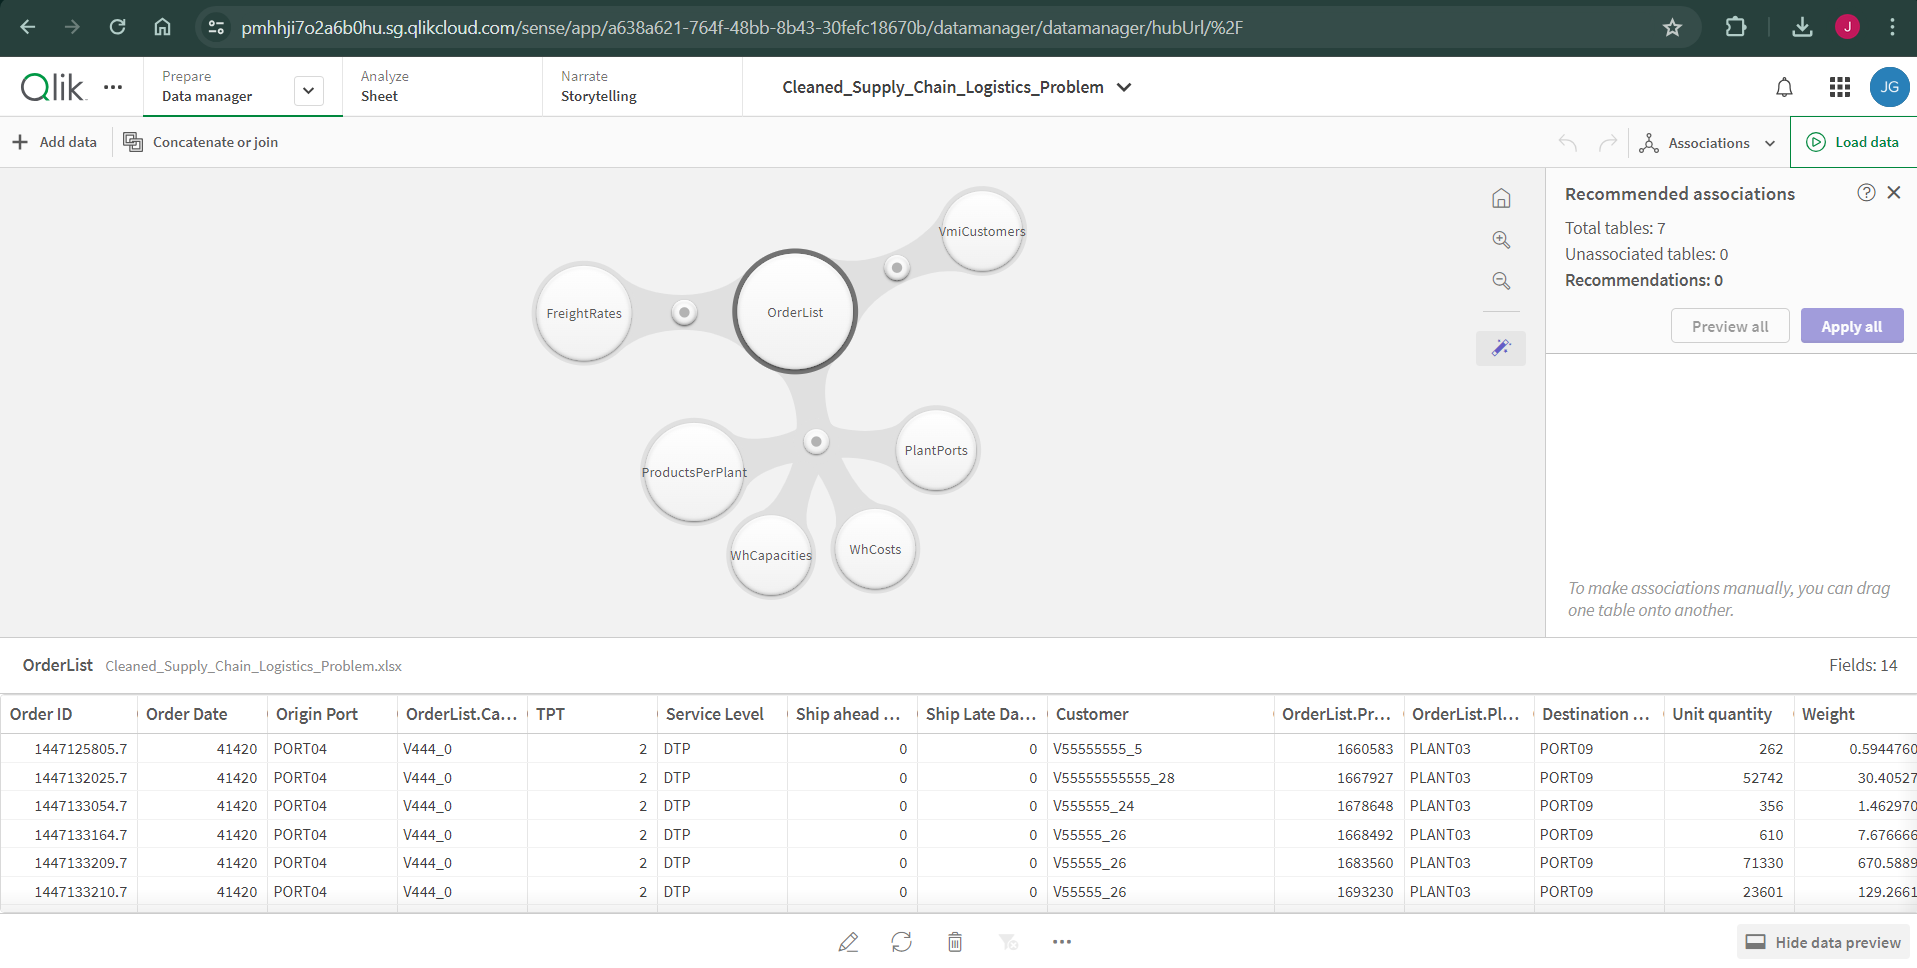 pmhhji7o2a6b0hu.sg.qlikcloud.com/sense/app/a638a621-764f-48bb-8b43-30fefc18670b/datamanager/datamanager/hubUrl/%2F
J
Qlik
Prepare
Data manager
Analyze
Sheet
Narrate
Storytelling
Cleaned_Supply_Chain_Logistics_Problem
JG
Add data
Concatenate or join
Associations
Load data
VmiCustomers
FreightRates
OrderList
ProductsPerPlant
PlantPorts
WhCapacities
WhCosts
Recommended associations
?
Total tables: 7
Unassociated tables: 0
Recommendations: 0
Preview all
Apply all
To make associations manually, you can drag
one table onto another.
OrderList Cleaned_Supply_Chain_Logistics_Problem.xlsx
Fields: 14
Order ID Order Date Origin Port OrderList.Ca... TPT Service Level Ship ahead ... Ship Late Da... Customer OrderList.Pr... OrderList.Pl... Destination ... Unit quantity Weight
1447125805.7 41420 PORT04 V444_0 2 DTP 0 0 V55555555_5 1660583 PLANT03 PORT09 262 0.5944760
1447132025.7 41420 PORT04 V444_0 2 DTP 0 0 V55555555555_28 1667927 PLANT03 PORT09 52742 30.40527
1447133054.7 41420 PORT04 V444_0 2 DTP 0 0 V555555_24 1678648 PLANT03 PORT09 356 1.462970
1447133164.7 41420 PORT04 V444_0 2 DTP 0 0 V55555_26 1668492 PLANT03 PORT09 610 7.676666
1447133209.7 41420 PORT04 V444_0 2 DTP 0 0 V55555_26 1683560 PLANT03 PORT09 71330 670.5889
1447133210.7 41420 PORT04 V444_0 2 DTP 0 0 V55555_26 1693230 PLANT03 PORT09 23601 129.2661
Hide data preview